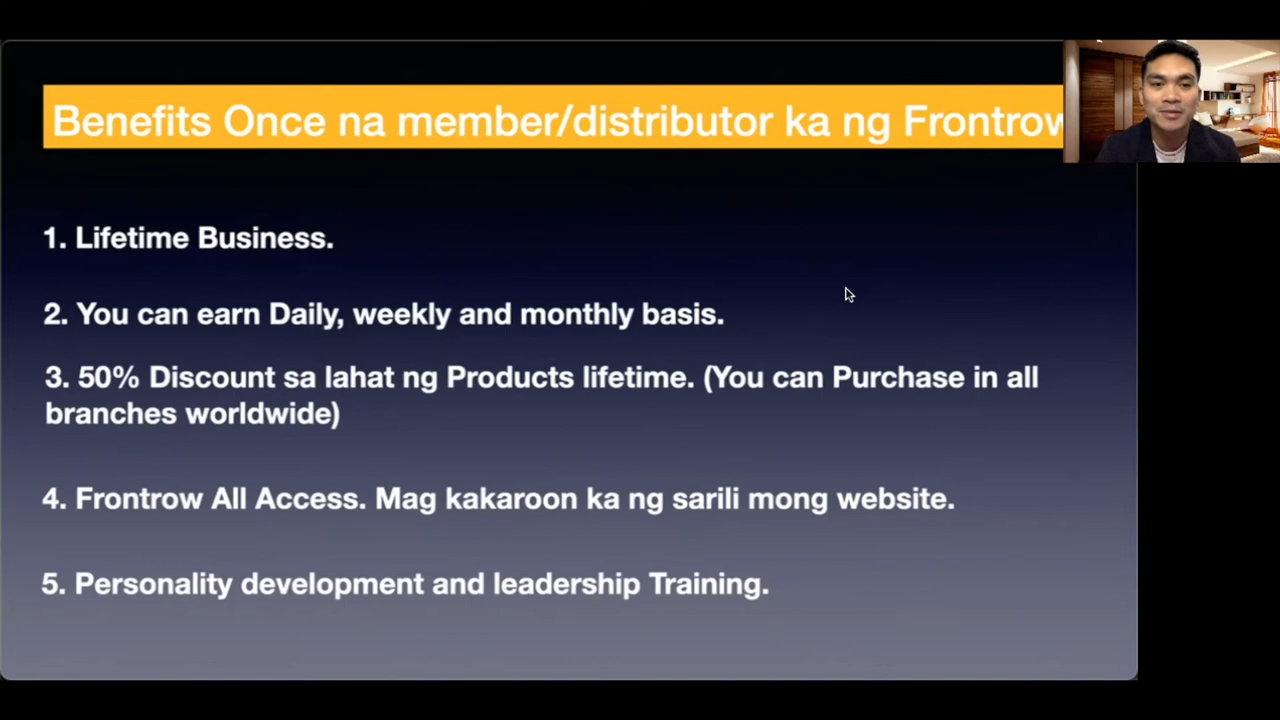 Benefits Once na member/distributor ka ng Frontrow
1. Lifetime Business.
2. You can earn Daily, weekly and monthly basis.
3. 50% Discount sa lahat ng Products lifetime. (You can Purchase in all
branches worldwide)
4. Frontrow All Access. Mag kakaroon ka ng sarili mong website.
5. Personality development and leadership Training.